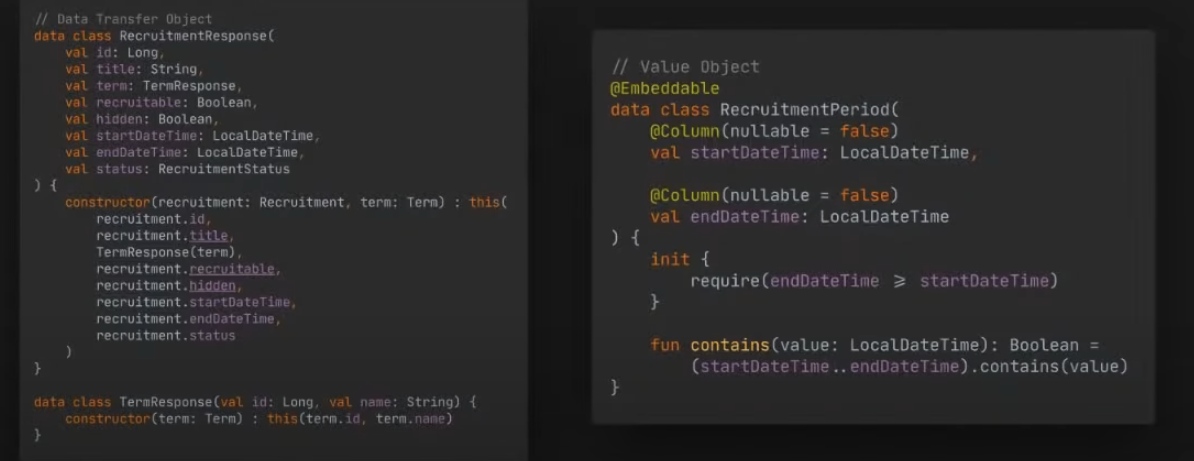 // Data Transfer Object
data class RecruitmentResponse(
    val id: Long,
    val title: String,
    val term: TermResponse,
    val recruitable: Boolean,
    val hidden: Boolean,
    val startDateTime: LocalDateTime,
    val endDateTime: LocalDateTime,
    val status: RecruitmentStatus
) {
    constructor(recruitment: Recruitment, term: Term) : this(
        recruitment.id,
        recruitment.title,
        TermResponse(term),
        recruitment.recruitable,
        recruitment.hidden,
        recruitment.startDateTime,
        recruitment.endDateTime,
        recruitment.status
    )
}
data class TermResponse(val id: Long, val name: String) {
    constructor(term: Term) : this(term.id, term.name)
}
// Value Object
@Embeddable
data class RecruitmentPeriod(
    @Column(nullable = false)
    val startDateTime: LocalDateTime,
    @Column(nullable = false)
    val endDateTime: LocalDateTime
) {
    init {
        require(endDateTime ⩾ startDateTime)
    }
    fun contains(value: LocalDateTime): Boolean =
        (startDateTime..endDateTime).contains(value)
}